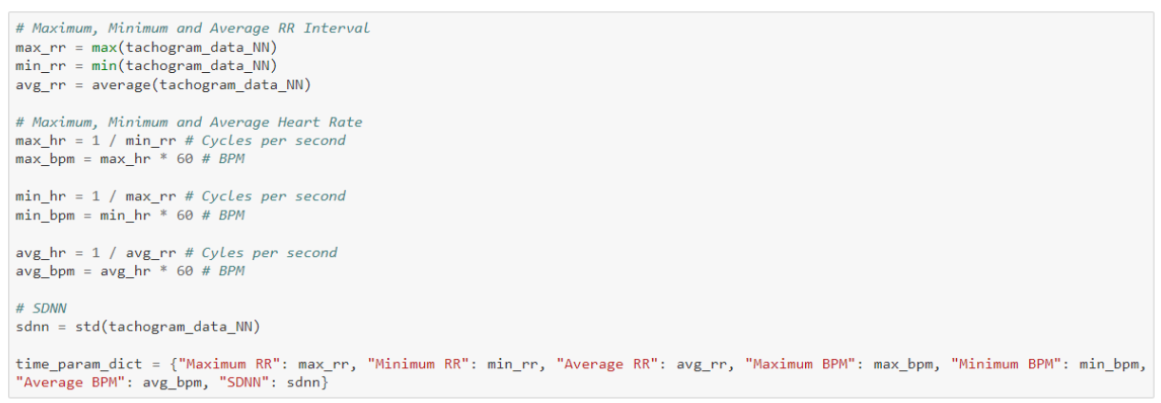 # Maximum, Minimum and Average RR Interval
max_rr = max(tachogram_data_NN)
min_rr = min(tachogram_data_NN)
avg_rr = average(tachogram_data_NN)
# Maximum, Minimum and Average Heart Rate
max_hr = 1 / min_rr # Cycles per second
max_bpm = max_hr * 60 # BPM
min_hr = 1 / max_rr # Cycles per second
min_bpm = min_hr * 60 # BPM
avg_hr = 1 / avg_rr # Cyles per second
avg_bpm = avg_hr * 60 # BPM
# SDNN
sdnn = std(tachogram_data_NN)
time_param_dict = {"Maximum RR": max_rr, "Minimum RR": min_rr, "Average RR": avg_rr, "Maximum BPM": max_bpm, "Minimum BPM": min_bpm,
"Average BPM": avg_bpm, "SDNN": sdnn}